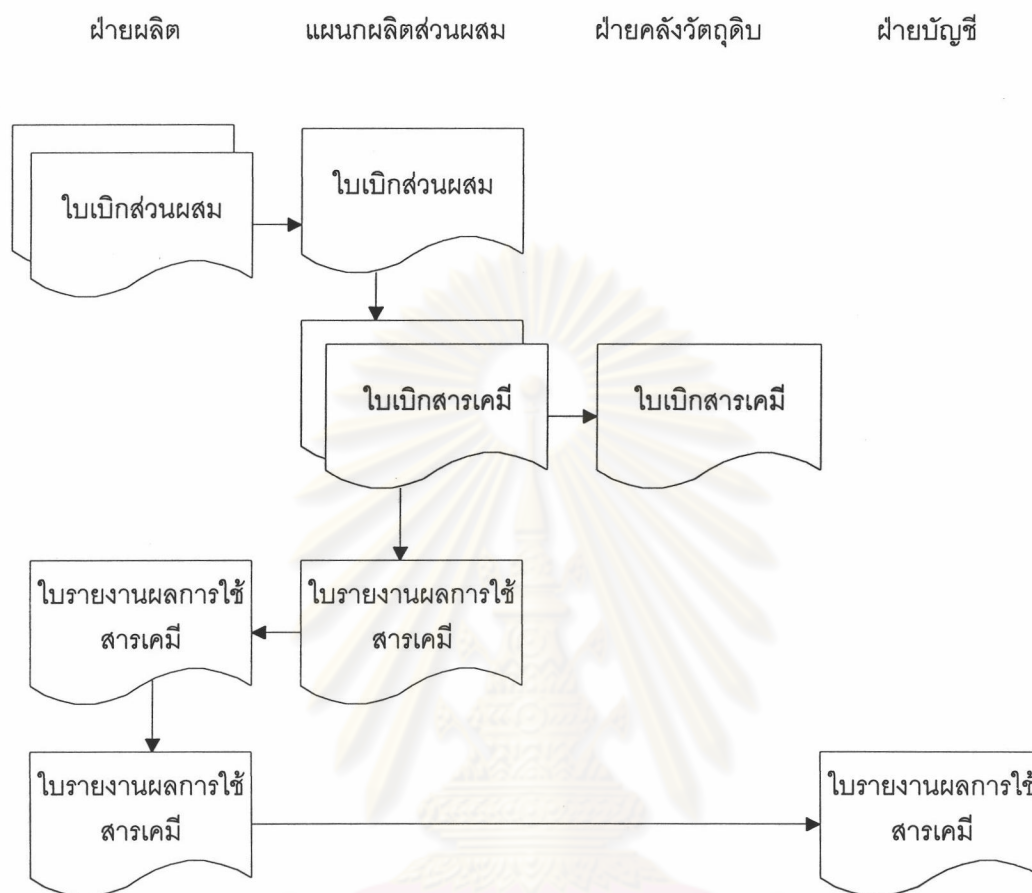 ฝ่ายผลิต
แผนกผลิตส่วนผสม
ฝ่ายคลังวัตถุดิบ
ฝ่ายบัญชี
ใบเบิกส่วนผสม
ใบเบิกส่วนผสม
ใบเบิกสารเคมี
ใบเบิกสารเคมี
ใบรายงานผลการใช้
สารเคมี
ใบรายงานผลการใช้
สารเคมี
ใบรายงานผลการใช้
สารเคมี
ใบรายงานผลการใช้
สารเคมี